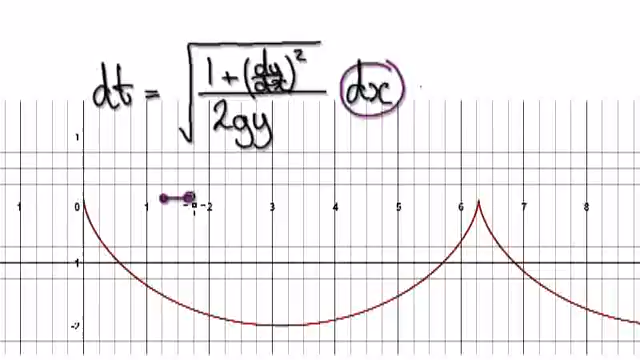 dt = √((1 + (dy/dx)²)/(2gy)) dx
1
1 0 1 2 3 4 5 6 7 8
-1
-2